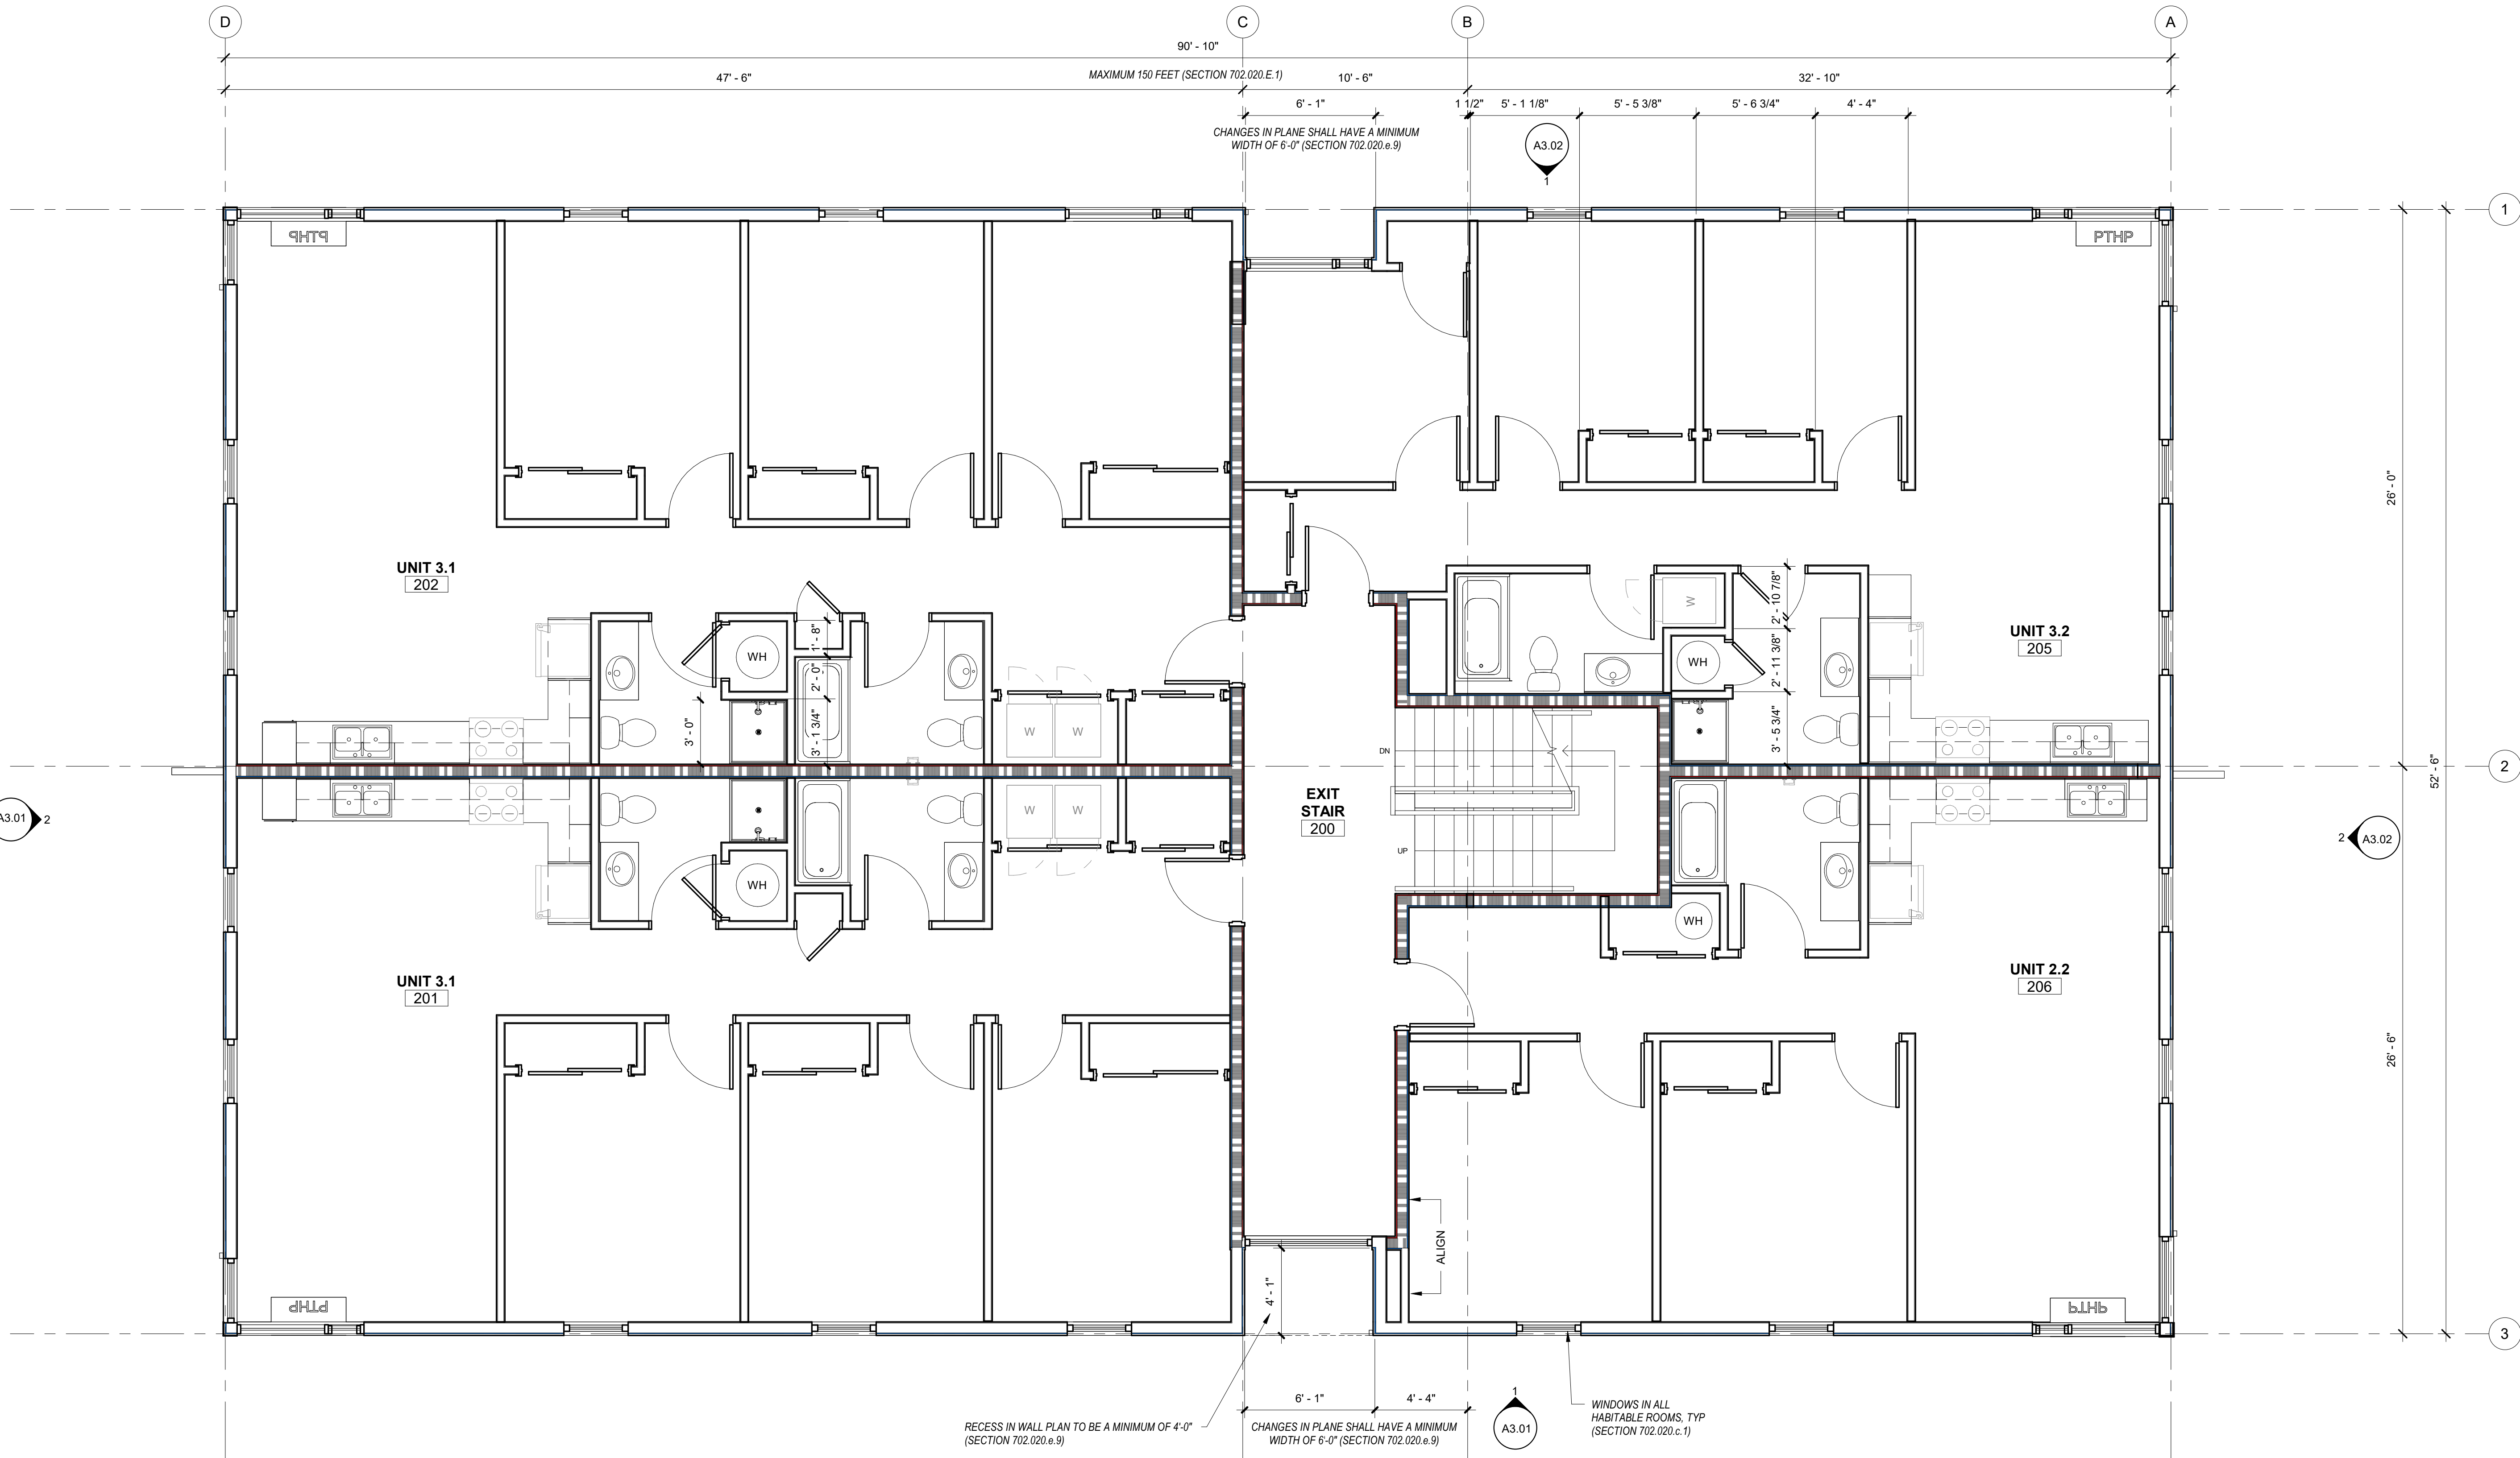 D
C
B
A
90' - 10"
47' - 6"
MAXIMUM 150 FEET (SECTION 702.020.E.1)
10' - 6"
32' - 10"
6' - 1"
1 1/2"
5' - 1 1/8"
5' - 5 3/8"
5' - 6 3/4"
4' - 4"
CHANGES IN PLANE SHALL HAVE A MINIMUM
WIDTH OF 6'-0" (SECTION 702.020.e.9)
A3.02
1
1
PTHP
PTHP
26' - 0"
UNIT 3.1
202
UNIT 3.2
205
WH
1' - 8"
2' - 0"
3' - 1 3/4"
3' - 0"
W
W
W
WH
2' - 10 7/8"
2' - 11 3/8"
3' - 5 3/4"
DN
2
52' - 6"
A3.01
2
EXIT
STAIR
200
W
W
UP
2
A3.02
WH
WH
UNIT 3.1
201
UNIT 2.2
206
26' - 6"
ALIGN
4' - 1"
PTHP
PTHP
3
6' - 1"
4' - 4"
1
A3.01
RECESS IN WALL PLAN TO BE A MINIMUM OF 4'-0"
(SECTION 702.020.e.9)
CHANGES IN PLANE SHALL HAVE A MINIMUM
WIDTH OF 6'-0" (SECTION 702.020.e.9)
WINDOWS IN ALL
HABITABLE ROOMS, TYP
(SECTION 702.020.c.1)